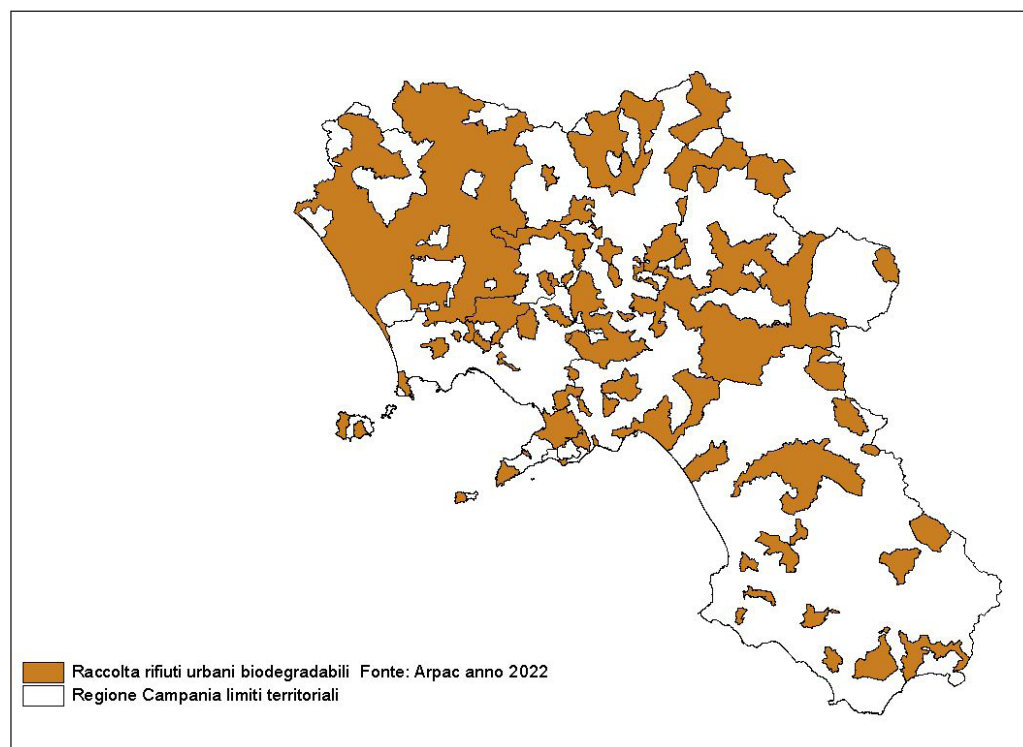 Raccolta rifiuti urbani biodegradabili Fonte: Arpac anno 2022
Regione Campania limiti territoriali